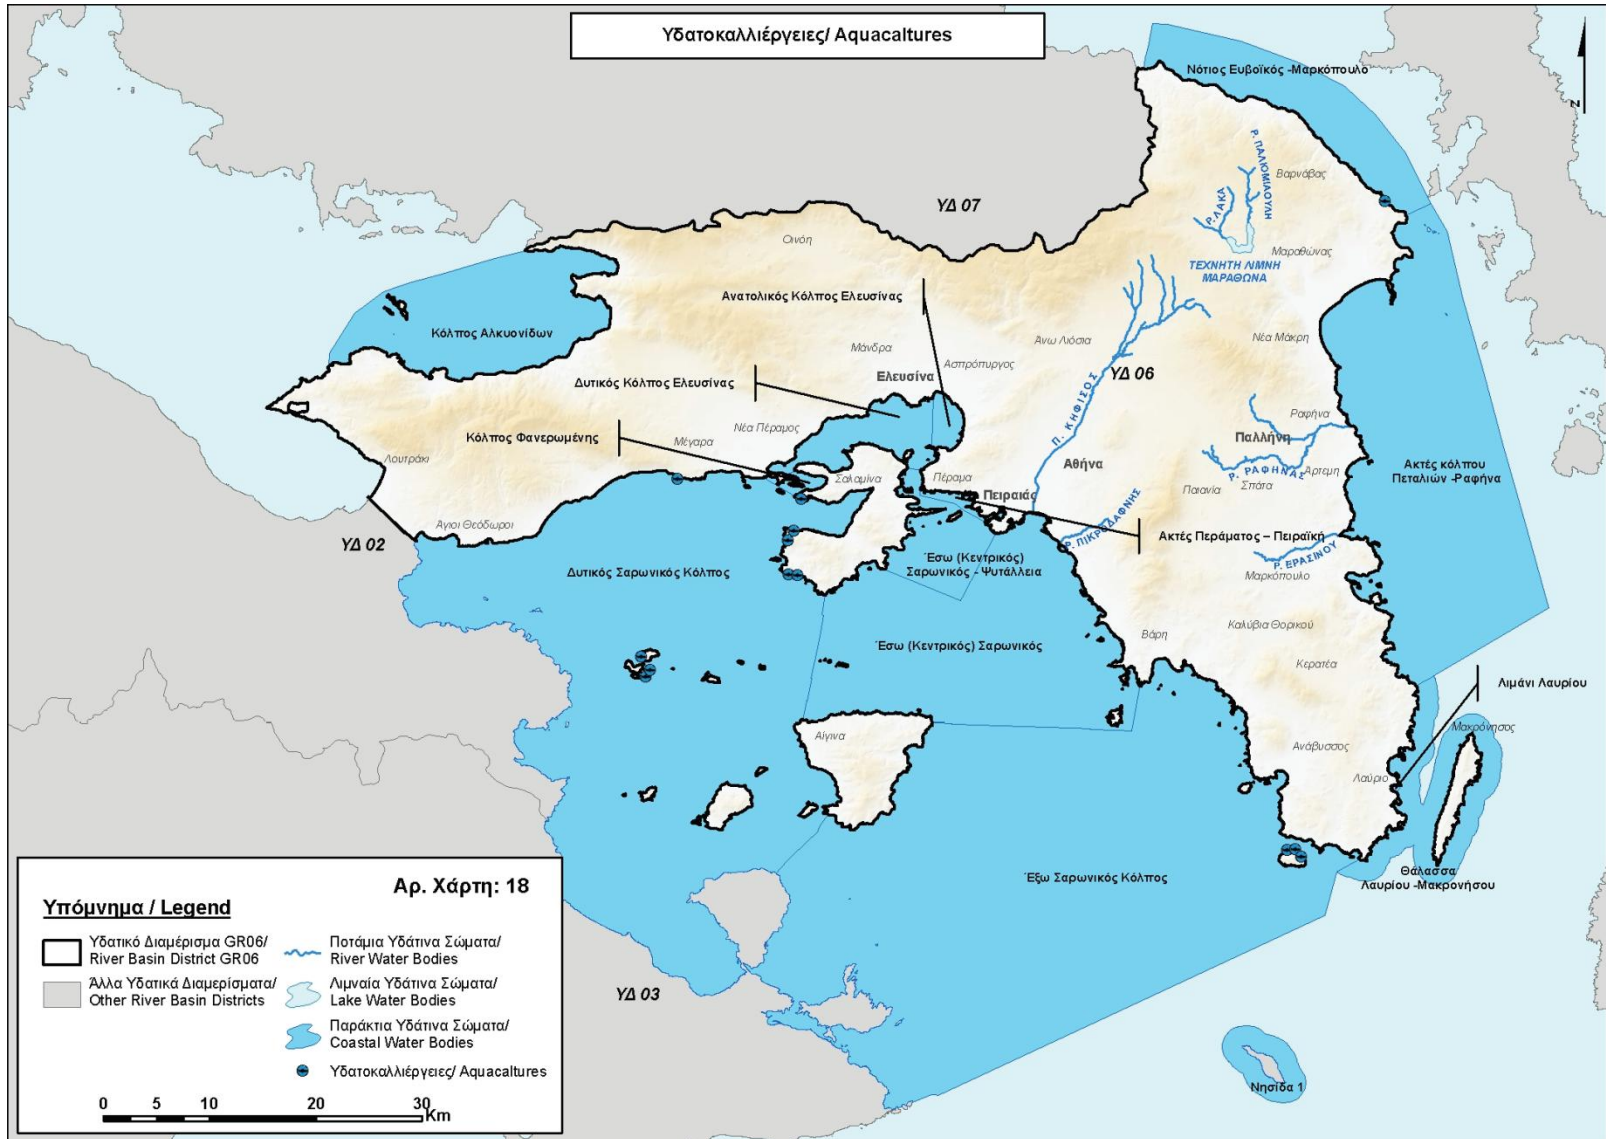 Υδατοκαλλιέργειες/ Aquacaltures
Νότιος Ευβοϊκός -Μαρκόπουλο
N
Ρ. ΠΑΛΙΟΜΙΑΟΥΛΗ
Βαρνάβας
Ρ. ΛΑΚΑ
ΥΔ 07
Οινόη
Μαραθώνας
ΤΕΧΝΗΤΗ ΛΙΜΝΗ
ΜΑΡΑΘΩΝΑ
Ανατολικός Κόλπος Ελευσίνας
Κόλπος Αλκυονίδων
Νέα Μάκρη
Άνω Λιόσια
Μάνδρα
Ασπρόπυργος
Ελευσίνα
ΥΔ 06
Δυτικός Κόλπος Ελευσίνας
Π. ΚΗΦΙΣΟΣ
Ραφήνα
Νέα Πέραμος
Κόλπος Φανερωμένης
Μέγαρα
Παλλήνη
Λουτράκι
Αθήνα
Ακτές κόλπου
Πεταλιών -Ραφήνα
Σαλαμίνα
Πέραμα
Ρ. ΡΑΦΗΝΑΣ
Άρτεμη
Σπάτα
Παιανία
Πειραιάς
Άγιοι Θεόδωροι
Ρ. ΠΙΚΡΟΔΑΦΝΗΣ
Ακτές Περάματος – Πειραϊκή
ΥΔ 02
Έσω (Κεντρικός)
Σαρωνικός - Ψυτάλλεια
Ρ. ΕΡΑΣΙΝΟΥ
Δυτικός Σαρωνικός Κόλπος
Μαρκόπουλο
Καλύβια Θορικού
Βάρη
Έσω (Κεντρικός) Σαρωνικός
Κερατέα
Λιμάνι Λαυρίου
Μακρόνησος
Αίγινα
Ανάβυσσος
Λαύριο
Έξω Σαρωνικός Κόλπος
Θάλασσα
Λαυρίου -Μακρονήσου
ΥΔ 03
Νησίδα 1
Αρ. Χάρτη: 18
Υπόμνημα / Legend
Υδατικό Διαμέρισμα GR06/
River Basin District GR06
Άλλα Υδατικά Διαμερίσματα/
Other River Basin Districts
Ποτάμια Υδάτινα Σώματα/
River Water Bodies
Λιμναία Υδάτινα Σώματα/
Lake Water Bodies
Παράκτια Υδάτινα Σώματα/
Coastal Water Bodies
Υδατοκαλλιέργειες/ Aquacaltures
0 5 10 20 30
Km